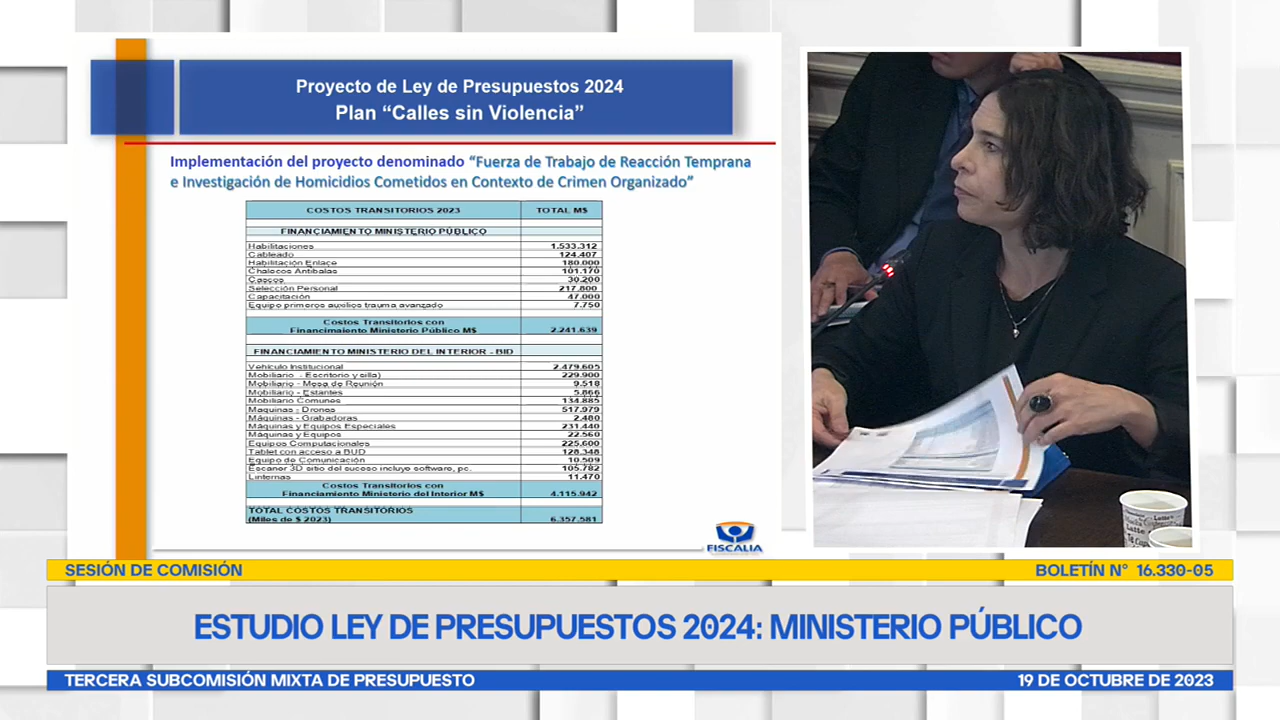 Proyecto de Ley de Presupuestos 2024
Plan “Calles sin Violencia”
Implementación del proyecto denominado “Fuerza de Trabajo de Reacción Temprana
e Investigación de Homicidios Cometidos en Contexto de Crimen Organizado”
COSTOS TRANSITORIOS 2023 TOTAL M$
FINANCIAMIENTO MINISTERIO PÚBLICO
Habilitaciones 1.533.312
Cableado 124.407
Habilitación Enlace 180.000
Chalecos Antibalas 101.170
Cascos 30.200
Selección Personal 217.800
Capacitación 47.000
Equipo primeros auxilios trauma avanzado 7.750
Costos Transitorios con
Financimaiento Ministerio Público M$ 2.241.639
FINANCIAMIENTO MINISTERIO DEL INTERIOR - BID
Vehículo Institucional 2.479.605
Mobiliario - Escritorio y silla) 229.900
Mobiliario - Mesa de Reunión 9.518
Mobiliario - Estantes 5.866
Mobiliario Comunes 134.885
Maquinas - Drones 517.979
Máquinas - Grabadoras 2.480
Máquinas y Equipos Especiales 231.440
Máquinas y Equipos 22.560
Equipos Computacionales 225.600
Tablet con acceso a BUD 128.348
Equipo de Comunicación 10.509
Escáner 3D sitio del suceso incluye software, pc. 105.782
Linternas 11.470
Costos Transitorios con
Financiamiento Ministerio del Interior M$ 4.115.942
TOTAL COSTOS TRANSITORIOS
(Miles de $ 2023) 6.357.581
FISCALIA
SESIÓN DE COMISIÓN
BOLETÍN N° 16.330-05
ESTUDIO LEY DE PRESUPUESTOS 2024: MINISTERIO PÚBLICO
TERCERA SUBCOMISIÓN MIXTA DE PRESUPUESTO
19 DE OCTUBRE DE 2023